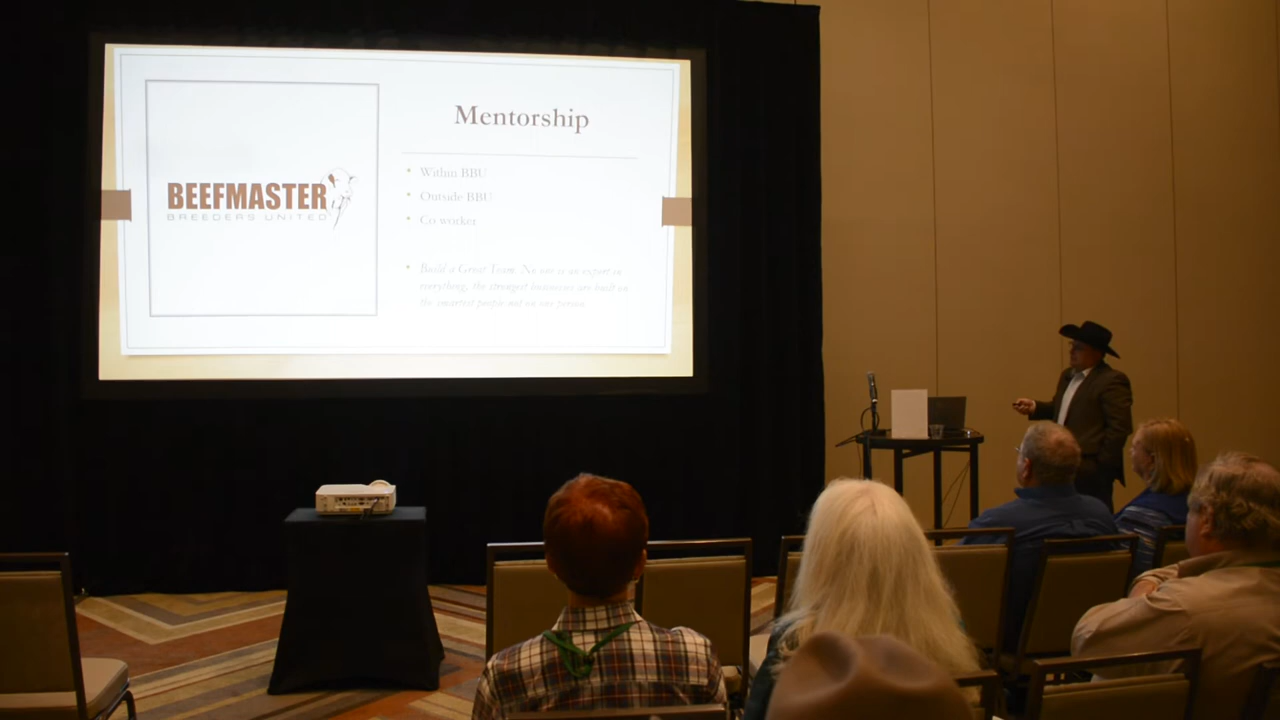 Mentorship
Within BBU
Outside BBU
Co worker
BEEFMASTER
BREEDERS UNITED
Build a Great Team. No one is an expert in
everything, the strongest businesses are built on
the smartest people not on one person.